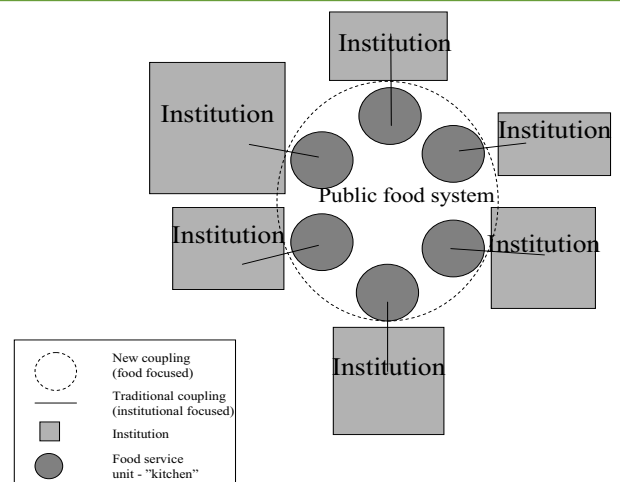 Institution
Institution
Institution
Public food system
Institution
Institution
Institution
New coupling
(food focused)
Traditional coupling
(institutional focused)
Institution
Food service
unit - ”kitchen”